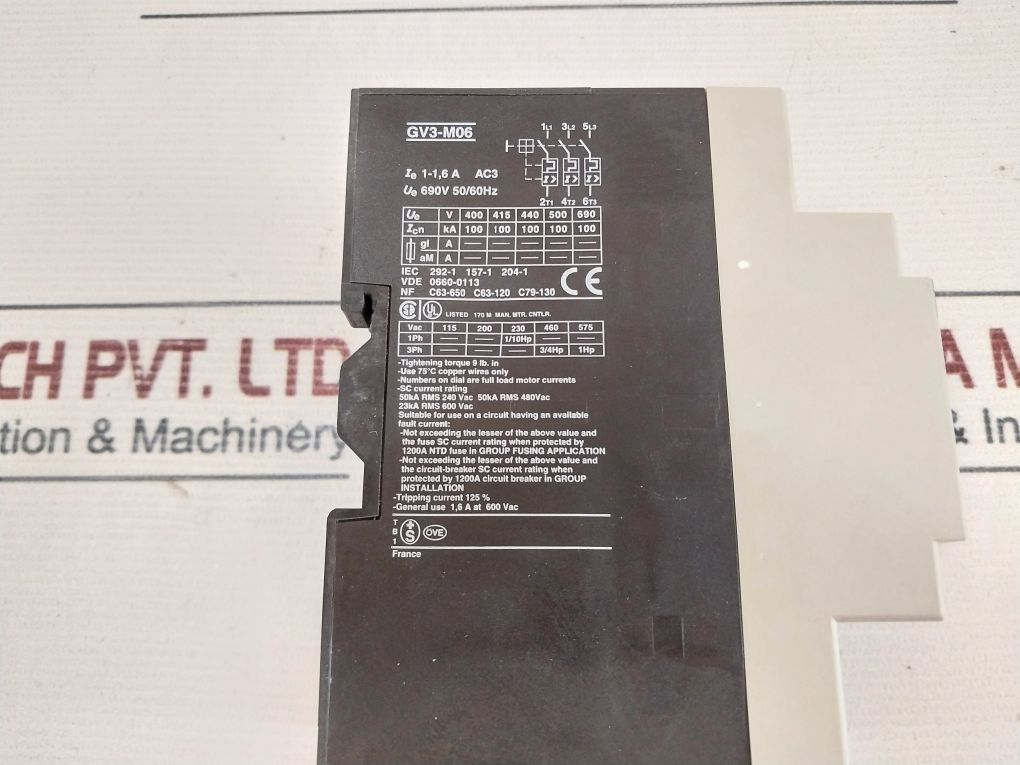 GV3-M06
1L1 3L2 5L3
I> I> I>
2T1 4T2 6T3
Ie 1-1,6 A AC3
Ue 690V 50/60Hz
Ue V 400 415 440 500 690
Icn kA 100 100 100 100 100
gl A — — — — —
aM A — — — — —
IEC 292-1 157-1 204-1
VDE 0660-0113
NF C63-650 C63-120 C79-130
CE
LISTED 170 M MAN. MTR. CNTLR.
Vac 115 200 230 460 575
1Ph — — 1/10Hp — —
3Ph — — — 3/4Hp 1Hp
-Tightening torque 9 lb. in
-Use 75°C copper wires only
-Numbers on dial are full load motor currents
-SC current rating
50kA RMS 240 Vac 50kA RMS 480Vac
23kA RMS 600 Vac
Suitable for use on a circuit having an available
fault current:
-Not exceeding the lesser of the above value and
the fuse SC current rating when protected by
1200A NTD fuse in GROUP FUSING APPLICATION
-Not exceeding the lesser of the above value and
the circuit-breaker SC current rating when
protected by 1200A circuit breaker in GROUP
INSTALLATION
-Tripping current 125 %
-General use 1,6 A at 600 Vac
T
B
1
S ÖVE
France
CH PVT. LTD
A M
tion & Machinery
& In